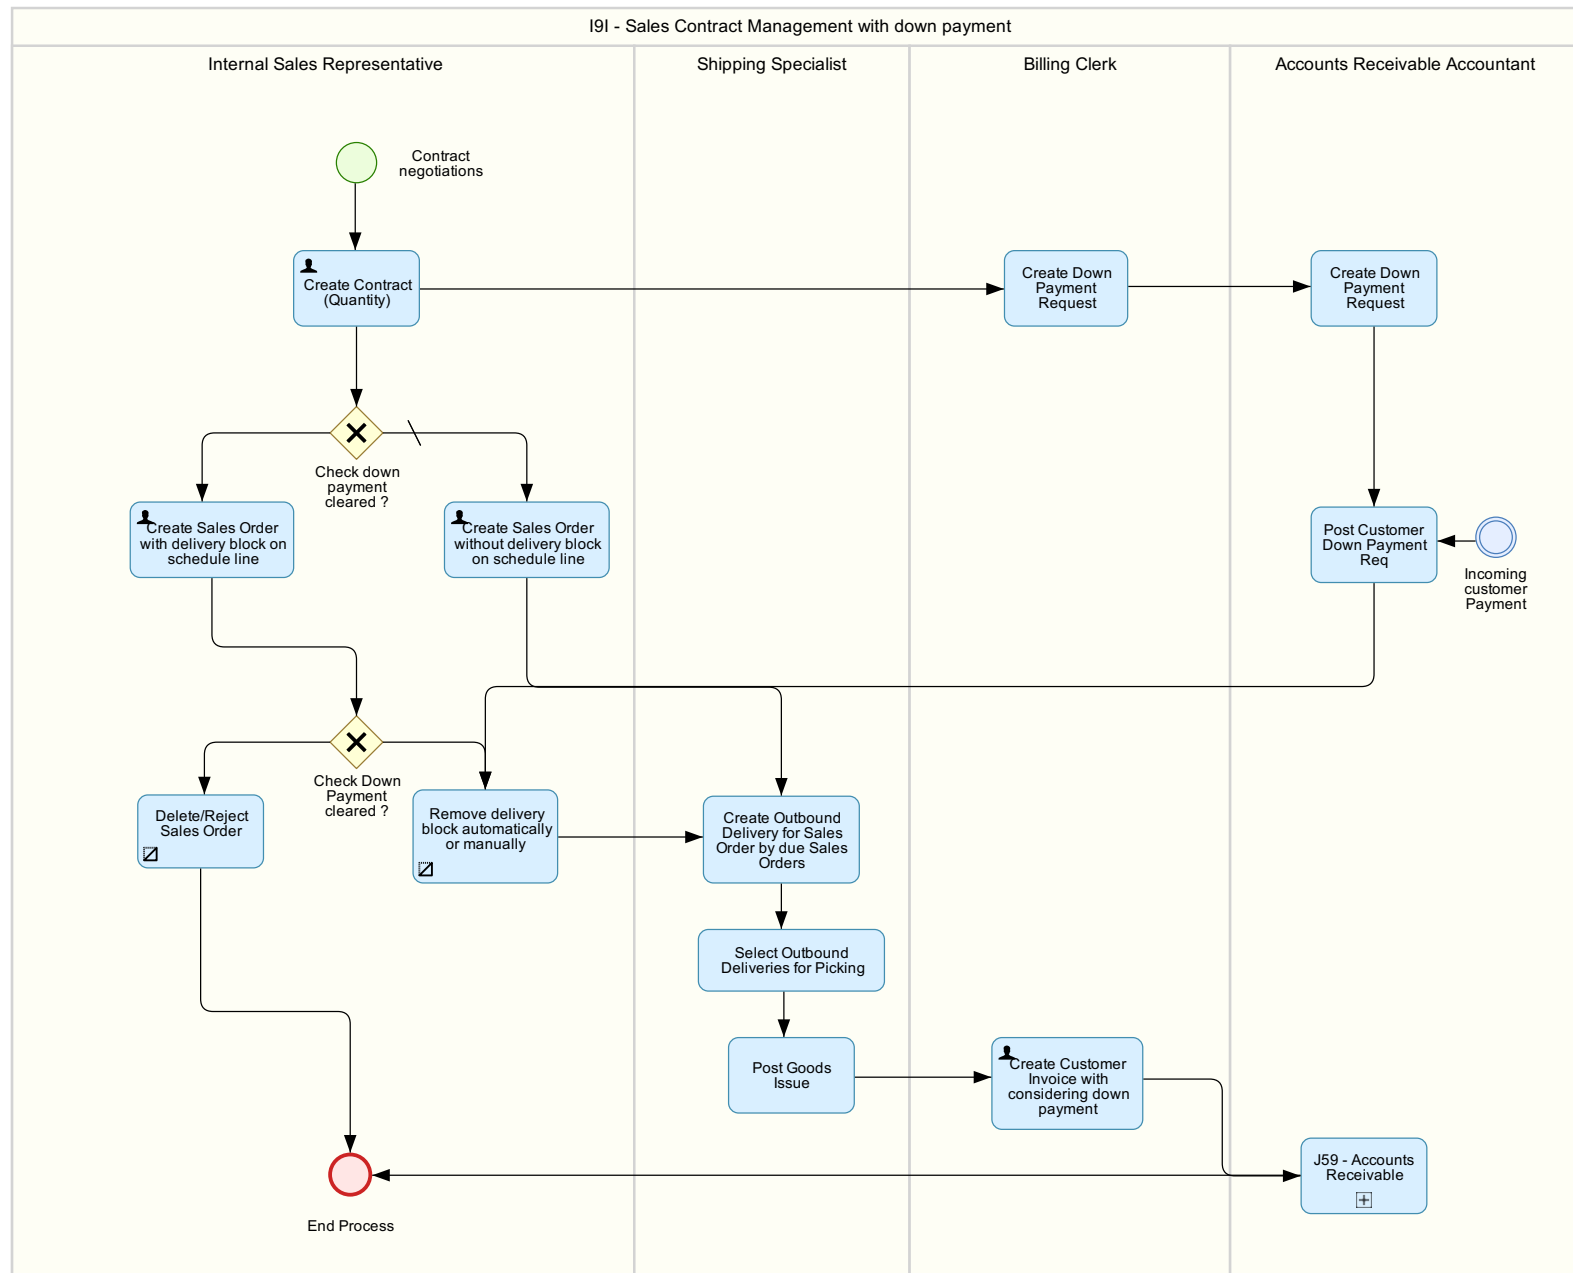 I9I - Sales Contract Management with down payment
Internal Sales Representative
Shipping Specialist
Billing Clerk
Accounts Receivable Accountant
Contract
negotiations
Create Contract
(Quantity)
Create Down
Payment
Request
Create Down
Payment
Request
Check down
payment
cleared ?
Create Sales Order
with delivery block on
schedule line
Create Sales Order
without delivery block
on schedule line
Post Customer
Down Payment
Req
Incoming
customer
Payment
Check Down
Payment
cleared ?
Delete/Reject
Sales Order
Remove delivery
block automatically
or manually
Create Outbound
Delivery for Sales
Order by due Sales
Orders
Select Outbound
Deliveries for Picking
Post Goods
Issue
Create Customer
Invoice with
considering down
payment
J59 - Accounts
Receivable
End Process